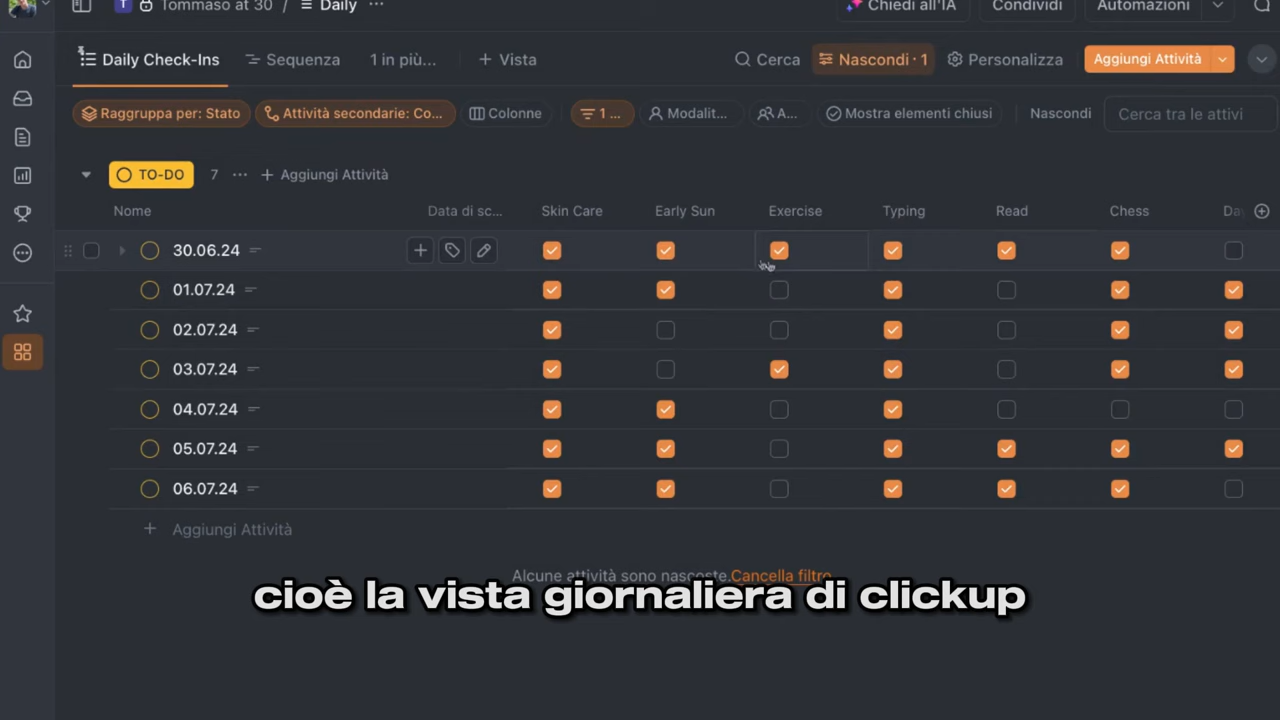 T Tommaso at 30 / Daily ... Chiedi all'IA Condividi Automazioni
Daily Check-Ins Sequenza 1 in più... + Vista Cerca Nascondi · 1 Personalizza Aggiungi Attività
Raggruppa per: Stato Attività secondarie: Co... Colonne 1 ... Modalit... A... Mostra elementi chiusi Nascondi Cerca tra le attivi
TO-DO 7 ... + Aggiungi Attività
Nome Data di sc... Skin Care Early Sun Exercise Typing Read Chess
30.06.24
01.07.24
02.07.24
03.07.24
04.07.24
05.07.24
06.07.24
+ Aggiungi Attività
Alcune attività sono nascoste. Cancella filtro
cioè la vista giornaliera di clickup